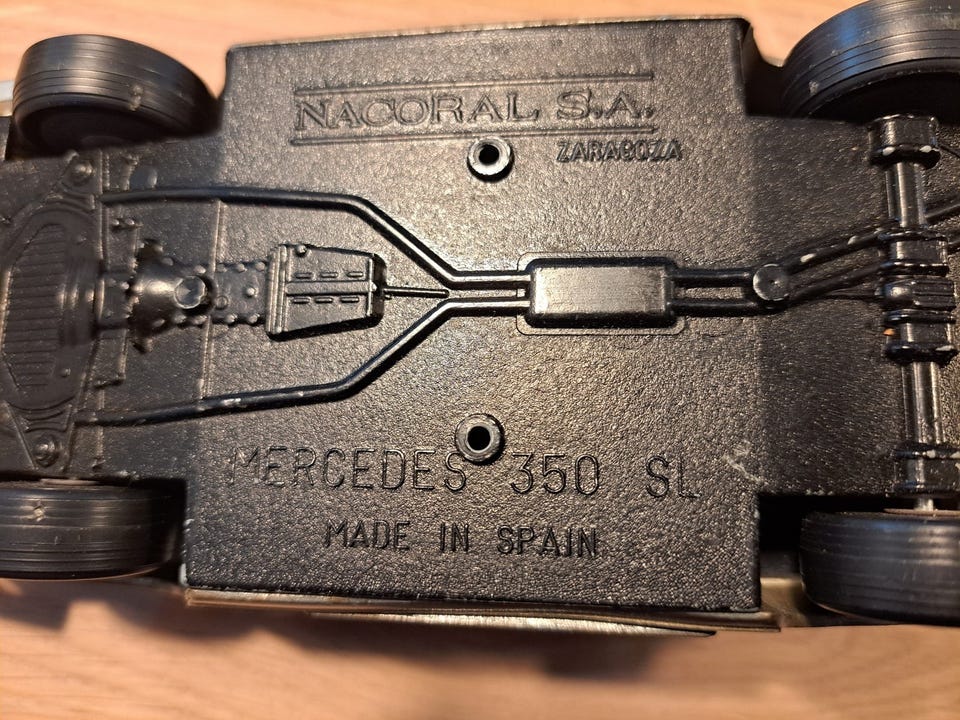 NACORAL S.A.
ZARAGOZA
MERCEDES 350 SL
MADE IN SPAIN